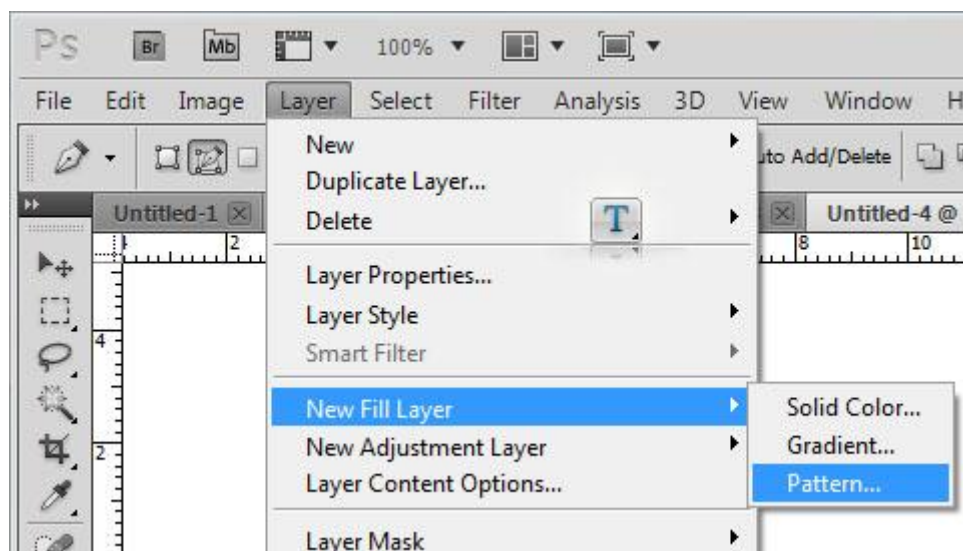 Ps Br Mb 100%
File Edit Image Layer Select Filter Analysis 3D View Window H
New
uto Add/Delete
Duplicate Layer...
Untitled-1
Delete
T
Untitled-4 @
2 8 10
Layer Properties...
Layer Style
4
Smart Filter
New Fill Layer
Solid Color...
New Adjustment Layer
Gradient...
2
Layer Content Options...
Pattern...
Layer Mask